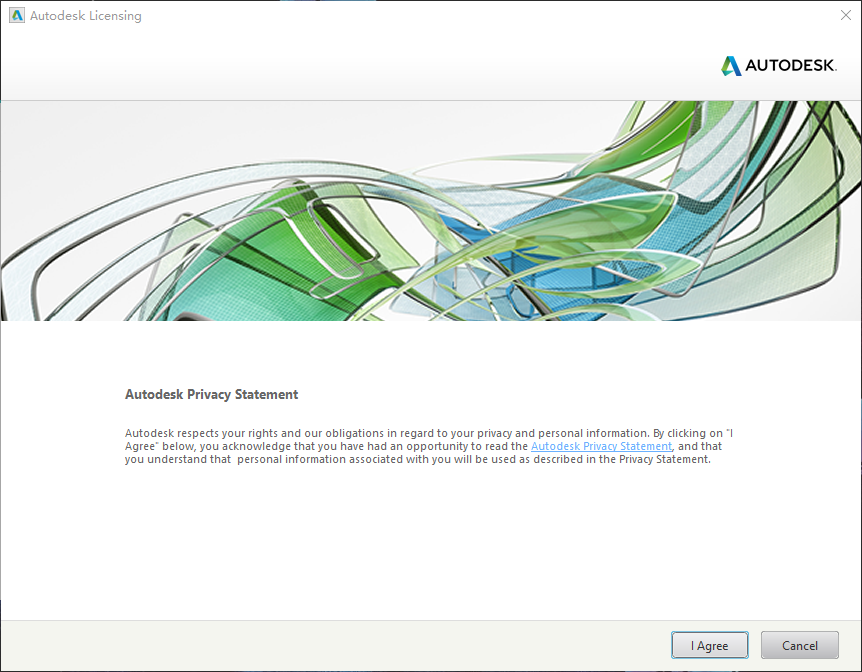 Autodesk Licensing
AUTODESK.
Autodesk Privacy Statement
Autodesk respects your rights and our obligations in regard to your privacy and personal information. By clicking on "I
Agree" below, you acknowledge that you have had an opportunity to read the Autodesk Privacy Statement, and that
you understand that  personal information associated with you will be used as described in the Privacy Statement.
I Agree
Cancel